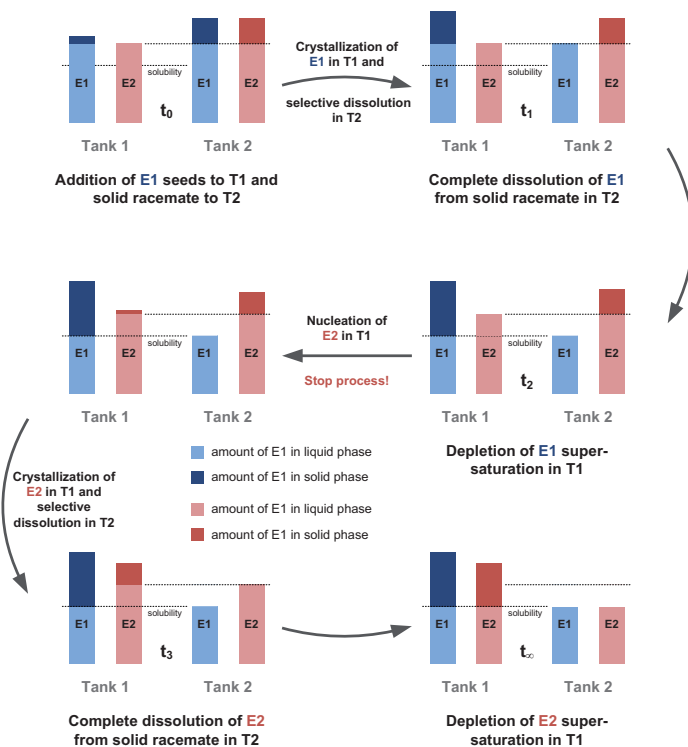 E1
E2
solubility
E1
E2
t0
Tank 1
Tank 2
Addition of E1 seeds to T1 and
solid racemate to T2
Crystallization of
E1 in T1 and
selective dissolution
in T2
E1
E2
solubility
E1
E2
t1
Tank 1
Tank 2
Complete dissolution of E1
from solid racemate in T2
E1
E2
solubility
E1
E2
Tank 1
Tank 2
Nucleation of
E2 in T1
Stop process!
E1
E2
solubility
E1
E2
t2
Tank 1
Tank 2
Depletion of E1 super-
saturation in T1
amount of E1 in liquid phase
amount of E1 in solid phase
amount of E1 in liquid phase
amount of E1 in solid phase
Crystallization of
E2 in T1 and
selective
dissolution in T2
E1
E2
solubility
E1
E2
t3
Tank 1
Tank 2
Complete dissolution of E2
from solid racemate in T2
E1
E2
solubility
E1
E2
t∞
Tank 1
Tank 2
Depletion of E2 super-
saturation in T1